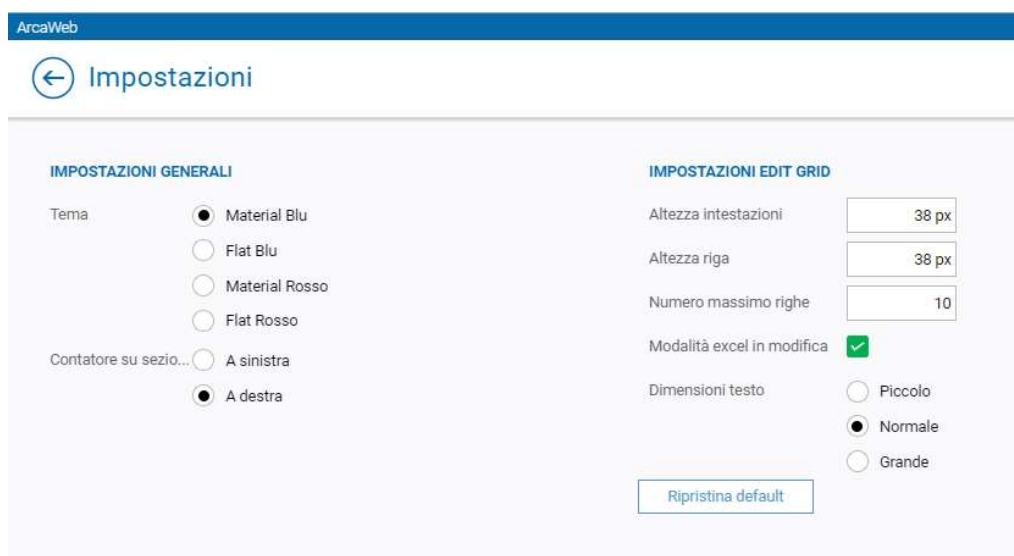 ArcaWeb
Impostazioni
IMPOSTAZIONI GENERALI
Tema
Material Blu
Flat Blu
Material Rosso
Flat Rosso
Contatore su sezio...
A sinistra
A destra
IMPOSTAZIONI EDIT GRID
Altezza intestazioni 38 px
Altezza riga 38 px
Numero massimo righe 10
Modalità excel in modifica
Dimensioni testo
Piccolo
Normale
Grande
Ripristina default